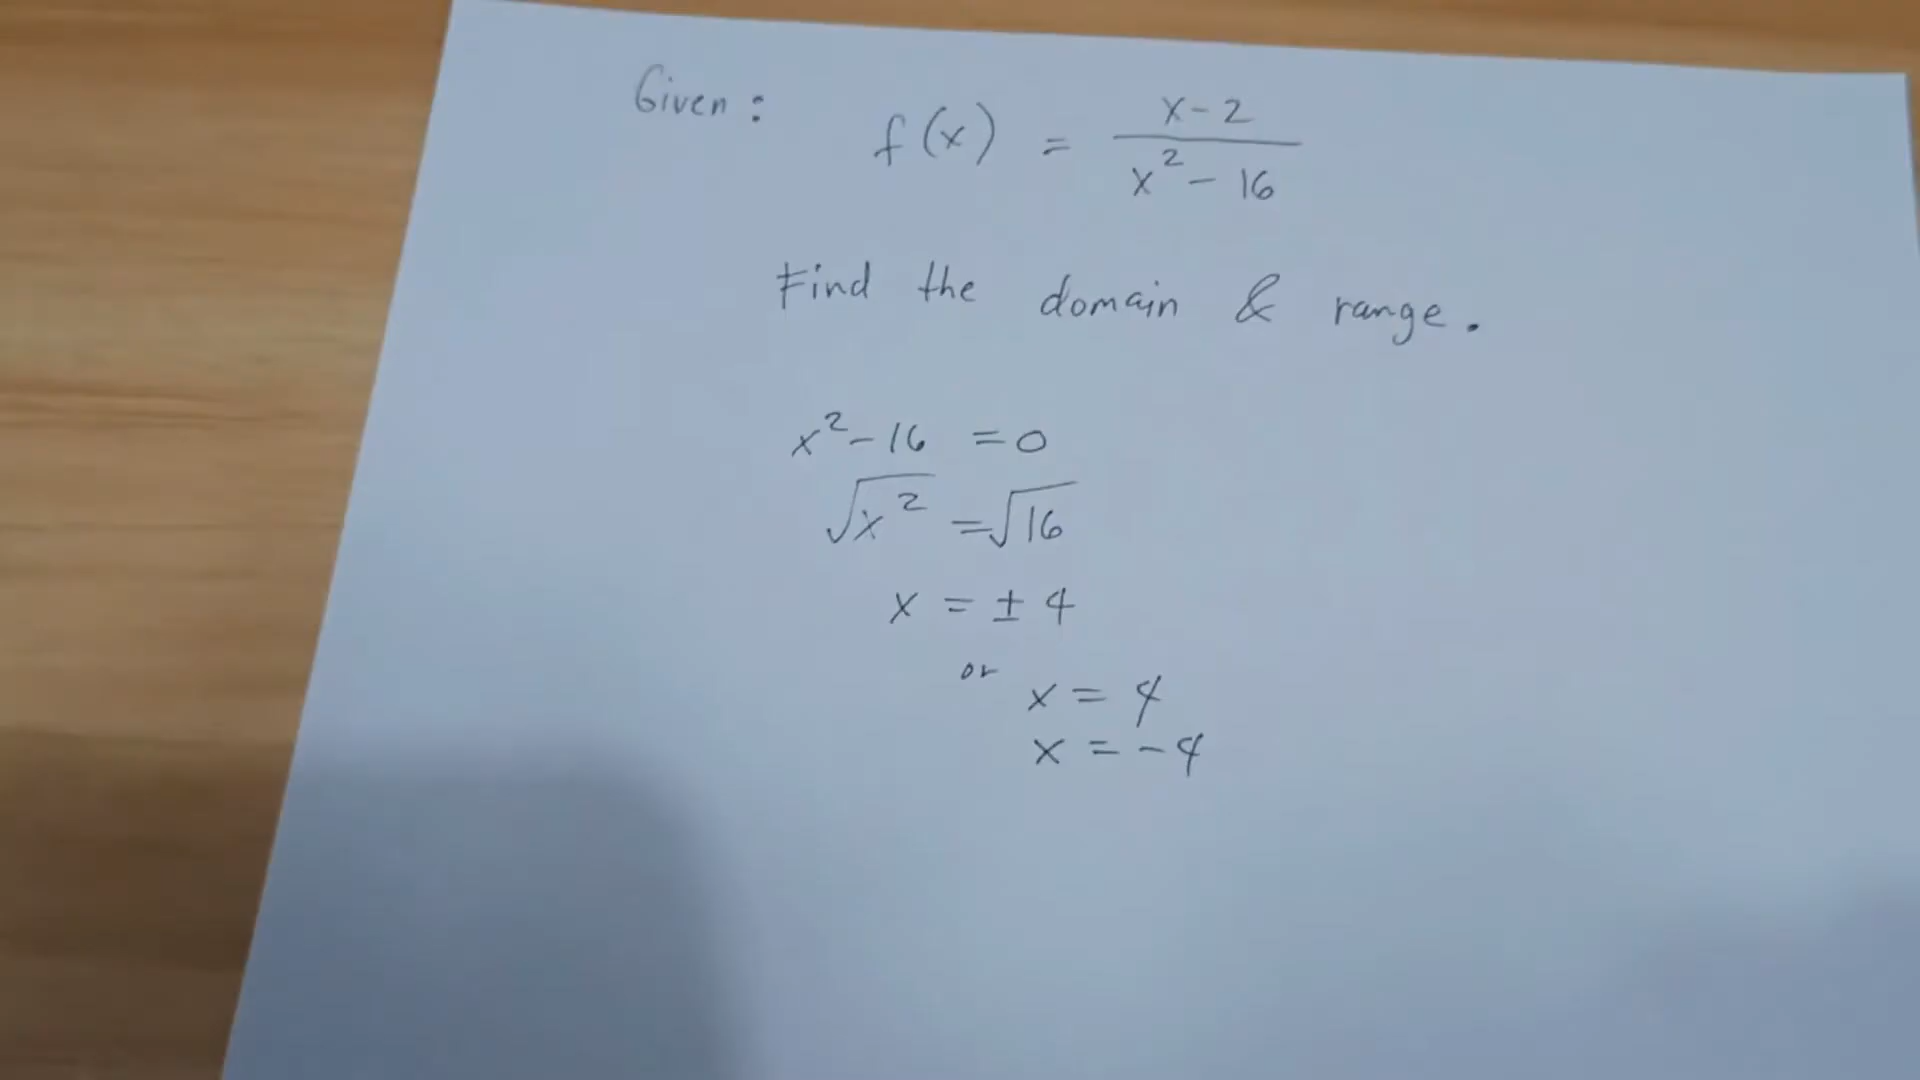 Given: f(x) = x-2 / x² - 16
Find the domain & range.
x² - 16 = 0
√x² = √16
x = ± 4
or x = 4
x = -4